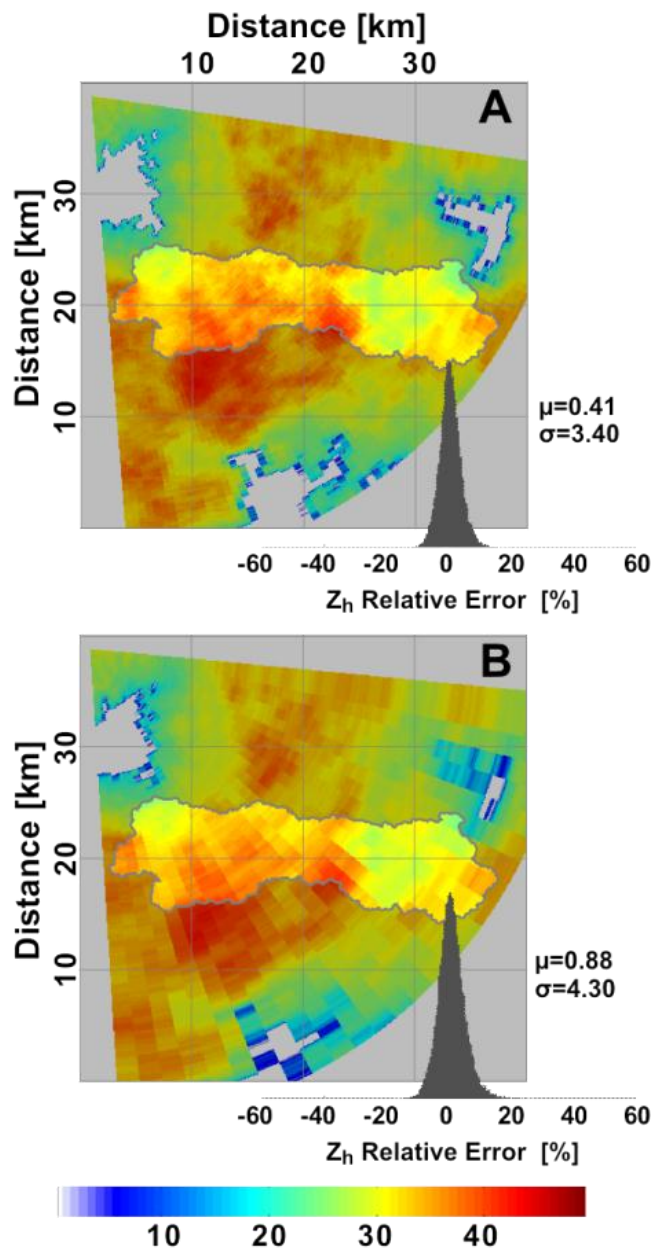 Distance [km]
10 20 30
A
Distance [km]
30
20
10
μ=0.41
σ=3.40
-60 -40 -20 0 20 40 60
Zh Relative Error [%]
B
Distance [km]
30
20
10
μ=0.88
σ=4.30
-60 -40 -20 0 20 40 60
Zh Relative Error [%]
10 20 30 40